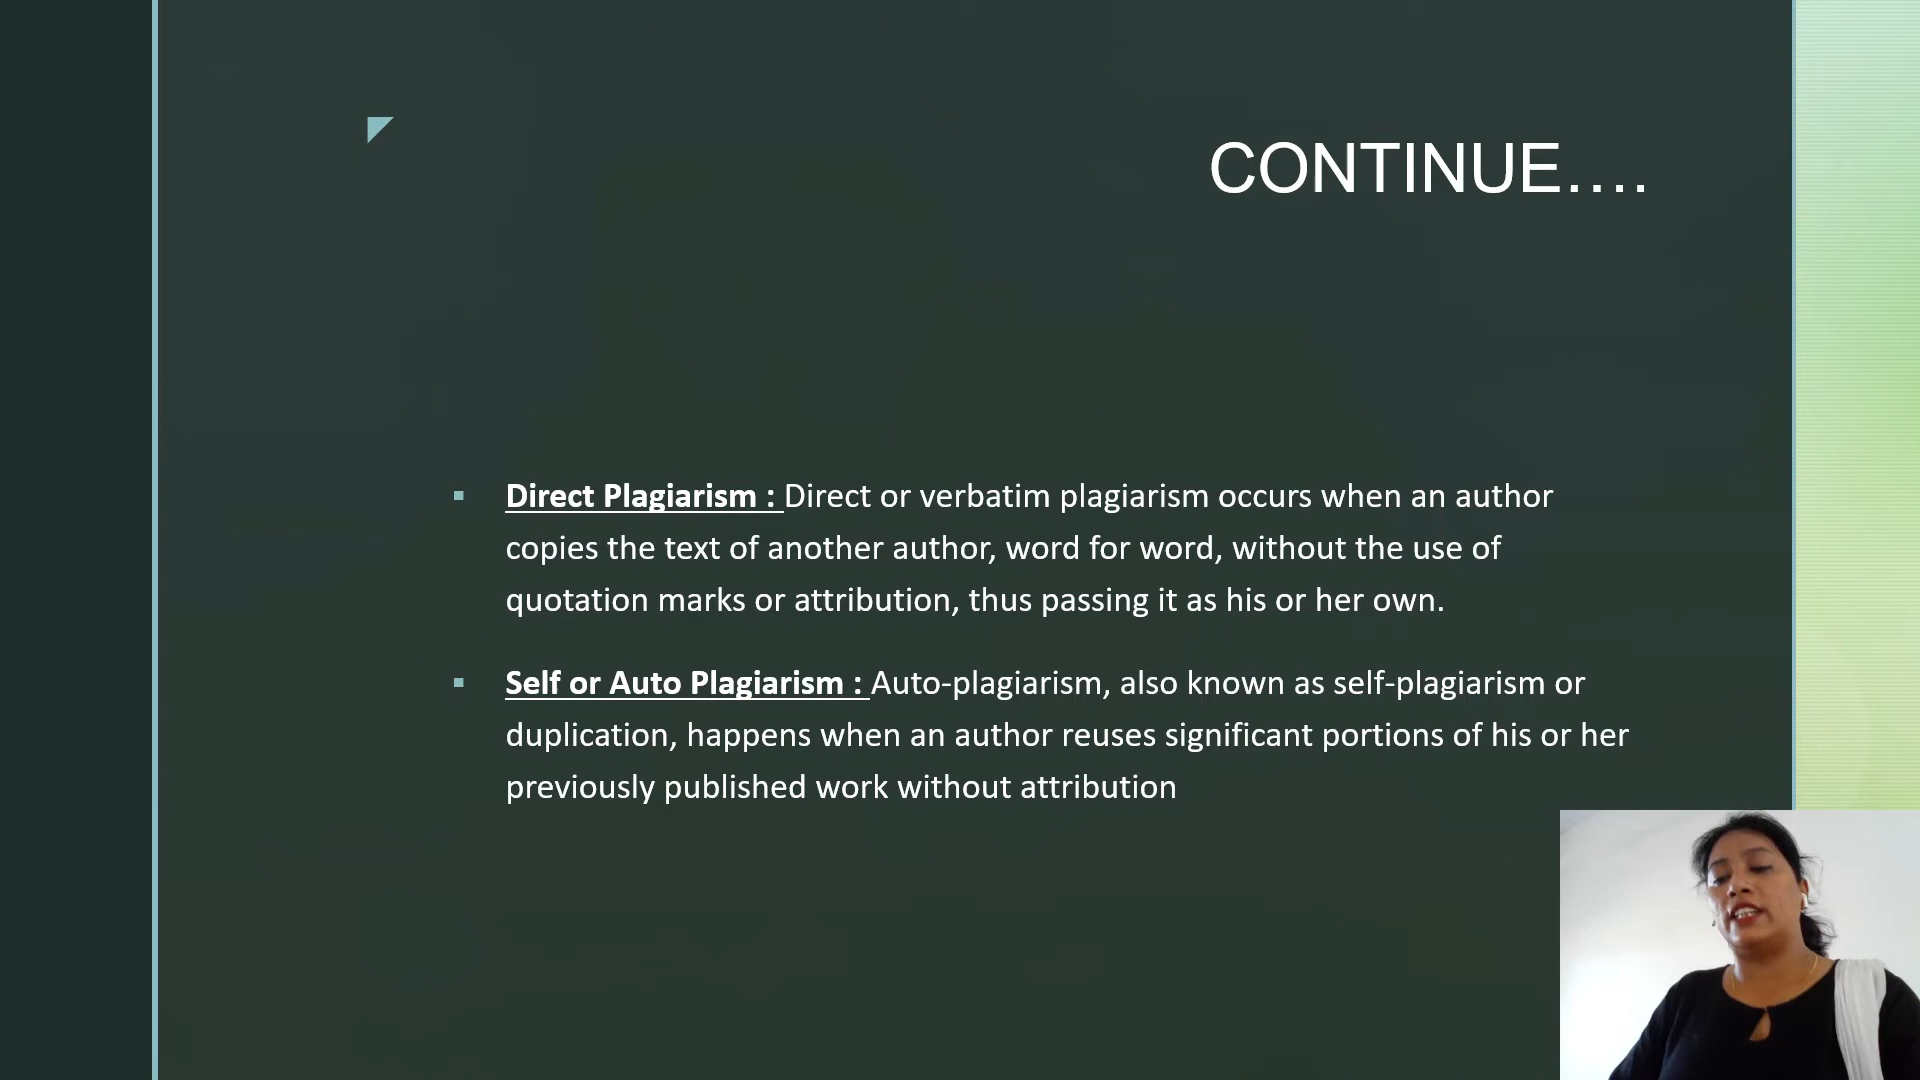 CONTINUE....
Direct Plagiarism : Direct or verbatim plagiarism occurs when an author
copies the text of another author, word for word, without the use of
quotation marks or attribution, thus passing it as his or her own.
Self or Auto Plagiarism : Auto-plagiarism, also known as self-plagiarism or
duplication, happens when an author reuses significant portions of his or her
previously published work without attribution